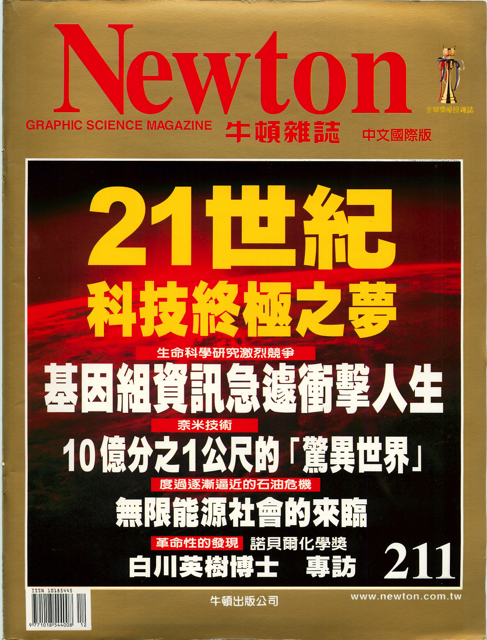 Newton
GRAPHIC SCIENCE MAGAZINE 牛頓雜誌 中文國際版
21世紀
科技終極之夢
生命科學研究激烈競爭
基因組資訊急遽衝擊人生
奈米技術
10億分之1公尺的「驚異世界」
度過逐漸逼近的石油危機
無限能源社會的來臨
革命性的發現 諾貝爾化學獎
白川英樹博士 專訪
211
ISSN 10185445
9771018544008 12
牛頓出版公司
www.newton.com.tw